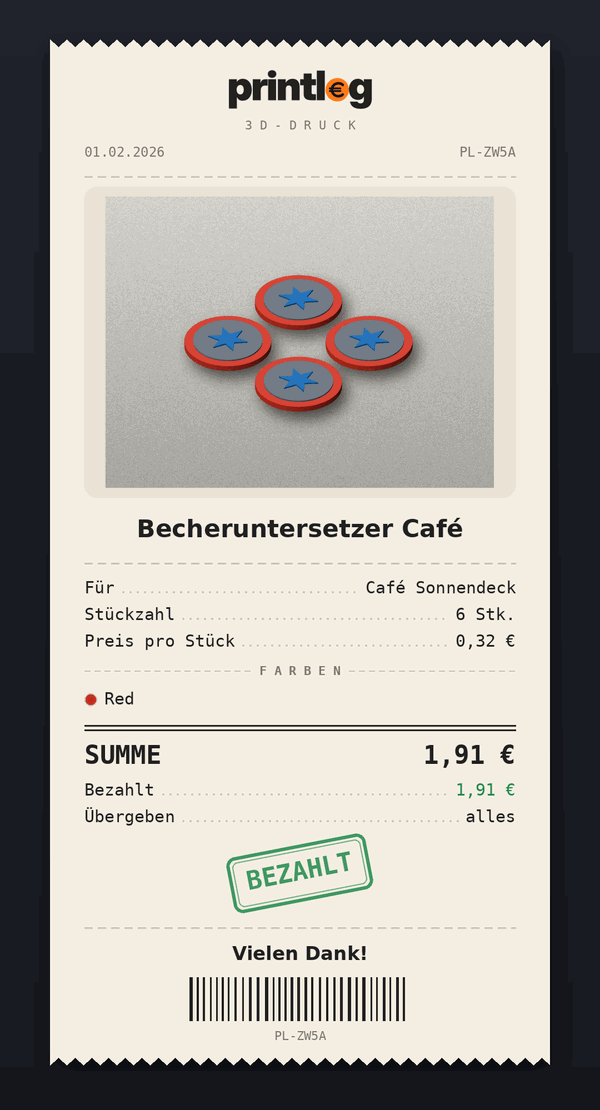 printl€g
3D-DRUCK
01.02.2026 PL-ZW5A
Becheruntersetzer Café
Für Café Sonnendeck
Stückzahl 6 Stk.
Preis pro Stück 0,32 €
FARBEN
Red
SUMME 1,91 €
Bezahlt 1,91 €
Übergeben alles
BEZAHLT
Vielen Dank!
PL-ZW5A